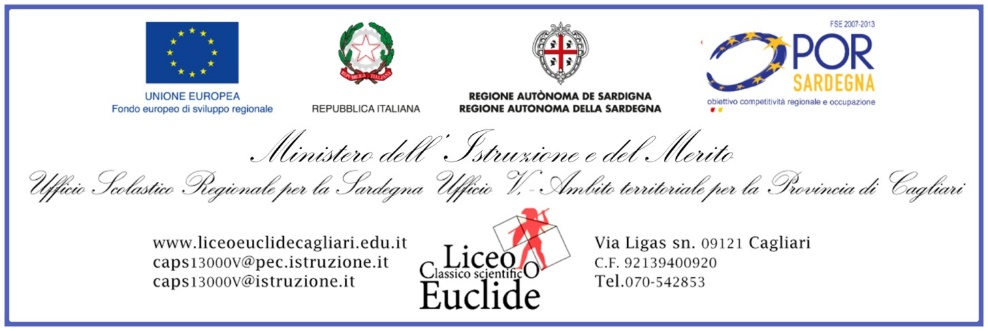 FSE 2007-2013
POR
SARDEGNA
obiettivo competitività regionale e occupazione
UNIONE EUROPEA
Fondo europeo di sviluppo regionale
REPUBBLICA ITALIANA
REGIONE AUTÒNOMA DE SARDIGNA
REGIONE AUTONOMA DELLA SARDEGNA
Ministero dell' Istruzione e del Merito
Ufficio Scolastico Regionale per la Sardegna Ufficio V.-Ambito territoriale per la Provincia di Cagliari
www.liceoeuclidecagliari.edu.it
caps13000v@pec.istruzione.it
caps13000v@istruzione.it
Liceo
Classico scientificO
Euclide
Via Ligas sn. 09121 Cagliari
C.F. 92139400920
Tel.070-542853